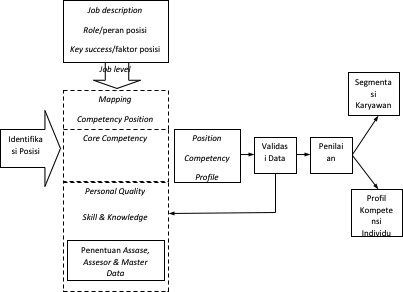 Job description
Role/peran posisi
Key success/faktor posisi
Job level
Mapping
Competency Position
Core Competency
Identifika
si Posisi
Personal Quality
Skill & Knowledge
Penentuan Assase,
Assesor & Master
Data
Position
Competency
Profile
Validas
i Data
Penilai
an
Segmenta
si
Karyawan
Profil
Kompete
nsi
Individu